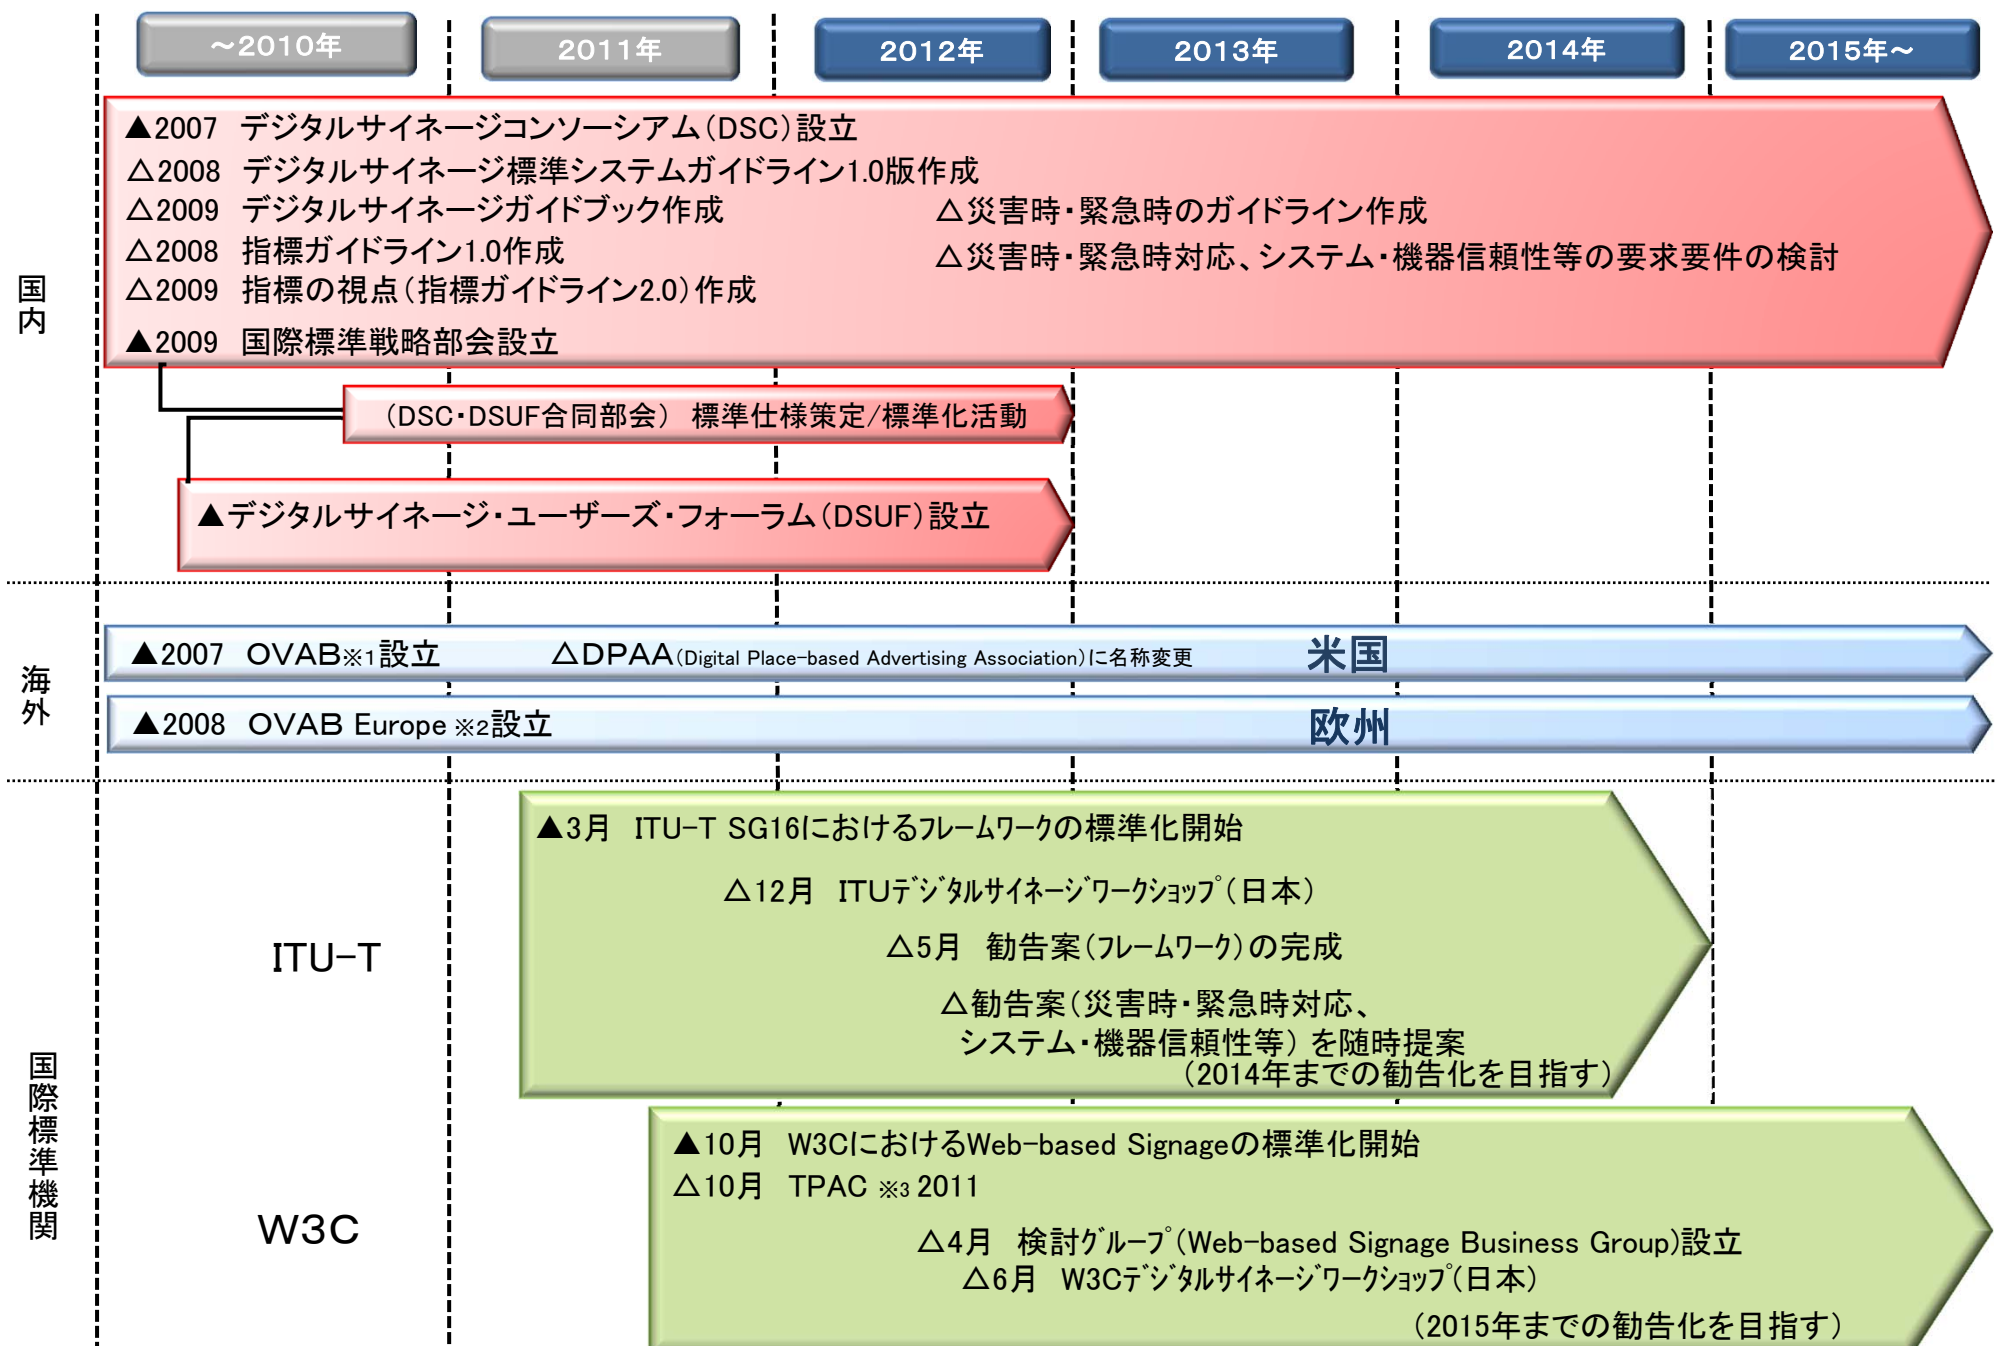 ～2010年
2011年
2012年
2013年
2014年
2015年～
国内
▲2007 デジタルサイネージコンソーシアム（DSC）設立
△2008 デジタルサイネージ標準システムガイドライン1.0版作成
△2009 デジタルサイネージガイドブック作成
△災害時・緊急時のガイドライン作成
△2008 指標ガイドライン1.0作成
△災害時・緊急時対応、システム・機器信頼性等の要求要件の検討
△2009 指標の視点（指標ガイドライン2.0）作成
▲2009 国際標準戦略部会設立
（DSC・DSUF合同部会） 標準仕様策定/標準化活動
▲デジタルサイネージ・ユーザーズ・フォーラム（DSUF）設立
海外
▲2007 OVAB※1設立
△DPAA（Digital Place-based Advertising Association）に名称変更
米国
▲2008 OVAB Europe ※2設立
欧州
国際標準機関
ITU-T
▲3月 ITU-T SG16におけるﾌﾚｰﾑﾜｰｸの標準化開始
△12月 ITUﾃﾞｼﾞﾀﾙｻｲﾈｰｼﾞﾜｰｸｼｮｯﾌﾟ（日本）
△5月 勧告案（ﾌﾚｰﾑﾜｰｸ）の完成
△勧告案（災害時・緊急時対応、
システム・機器信頼性等） を随時提案
（2014年までの勧告化を目指す）
W3C
▲10月 W3CにおけるWeb-based Signageの標準化開始
△10月 TPAC ※3 2011
△4月 検討ｸﾞﾙｰﾌﾟ(Web-based Signage Business Group)設立
△6月 W3Cﾃﾞｼﾞﾀﾙｻｲﾈｰｼﾞﾜｰｸｼｮｯﾌﾟ(日本）
（2015年までの勧告化を目指す）